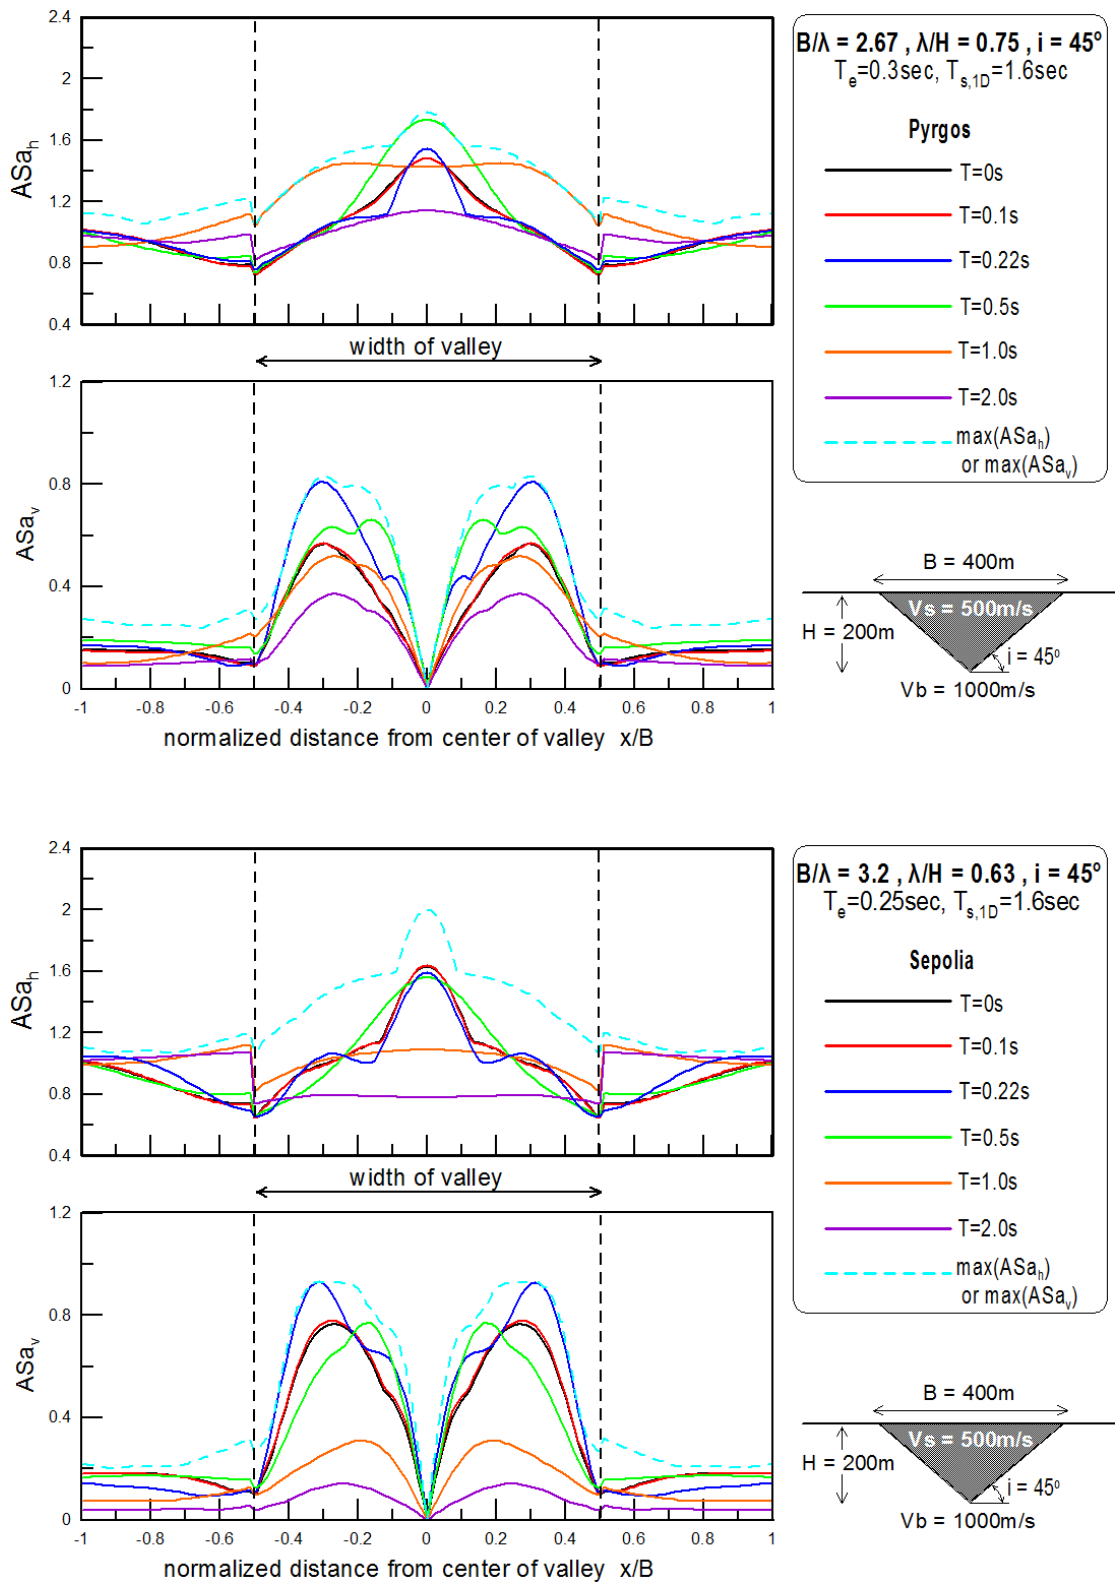 2.4
2
1.6
1.2
0.8
0.4
ASa_h
width of valley
1.2
0.8
0.4
0
ASa_v
-1 -0.8 -0.6 -0.4 -0.2 0 0.2 0.4 0.6 0.8 1
normalized distance from center of valley x/B
B/λ = 2.67 , λ/H = 0.75 , i = 45º
T_e=0.3sec, T_s,1D=1.6sec
Pyrgos
T=0s
T=0.1s
T=0.22s
T=0.5s
T=1.0s
T=2.0s
max(ASa_h)
or max(ASa_v)
B = 400m
Vs = 500m/s
H = 200m
i = 45º
Vb = 1000m/s
2.4
2
1.6
1.2
0.8
0.4
ASa_h
width of valley
1.2
0.8
0.4
0
ASa_v
-1 -0.8 -0.6 -0.4 -0.2 0 0.2 0.4 0.6 0.8 1
normalized distance from center of valley x/B
B/λ = 3.2 , λ/H = 0.63 , i = 45º
T_e=0.25sec, T_s,1D=1.6sec
Sepolia
T=0s
T=0.1s
T=0.22s
T=0.5s
T=1.0s
T=2.0s
max(ASa_h)
or max(ASa_v)
B = 400m
Vs = 500m/s
H = 200m
i = 45º
Vb = 1000m/s